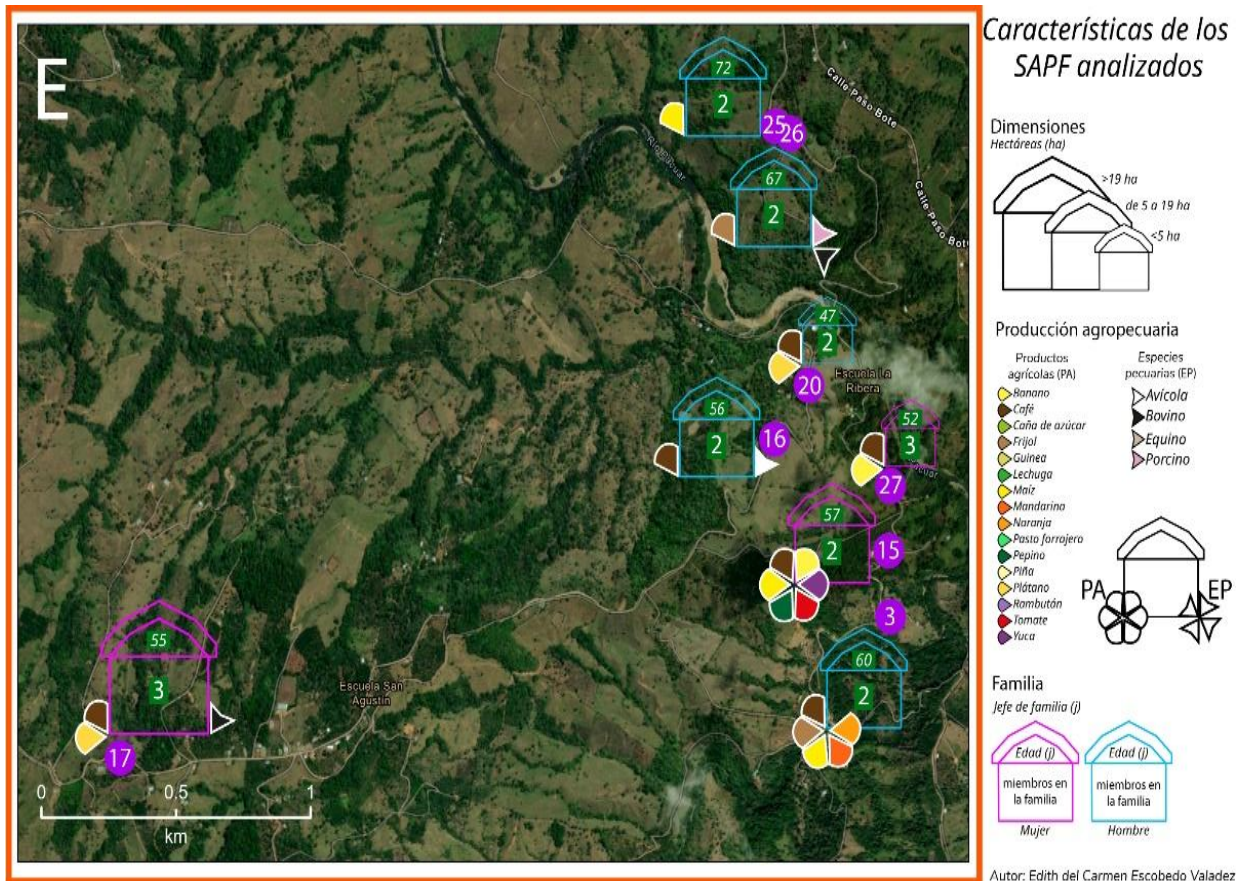 E
72
2
25
26
Calle Paso Bote
67
2
Calle Paso Bote
47
2
20
Escuela La
Ribera
56
2
16
52
3
27
57
2
15
3
60
2
55
3
17
Escuela San
Agustín
0 0,5 1
km
Características de los
SAPF analizados
Dimensiones
Hectáreas (ha)
>19 ha
de 5 a 19 ha
<5 ha
Producción agropecuaria
Productos
agrícolas (PA)
Banano
Café
Caña de azúcar
Frijol
Guinea
Lechuga
Maíz
Mandarina
Naranja
Pasto forrajero
Pepino
Piña
Plátano
Rambután
Tomate
Yuca
Especies
pecuarias (EP)
Avícola
Bovino
Equino
Porcino
PA
EP
Familia
Jefe de familia (j)
Edad (j)
miembros en
la familia
Mujer
Edad (j)
miembros en
la familia
Hombre
Autor: Edith del Carmen Escobedo Valadez